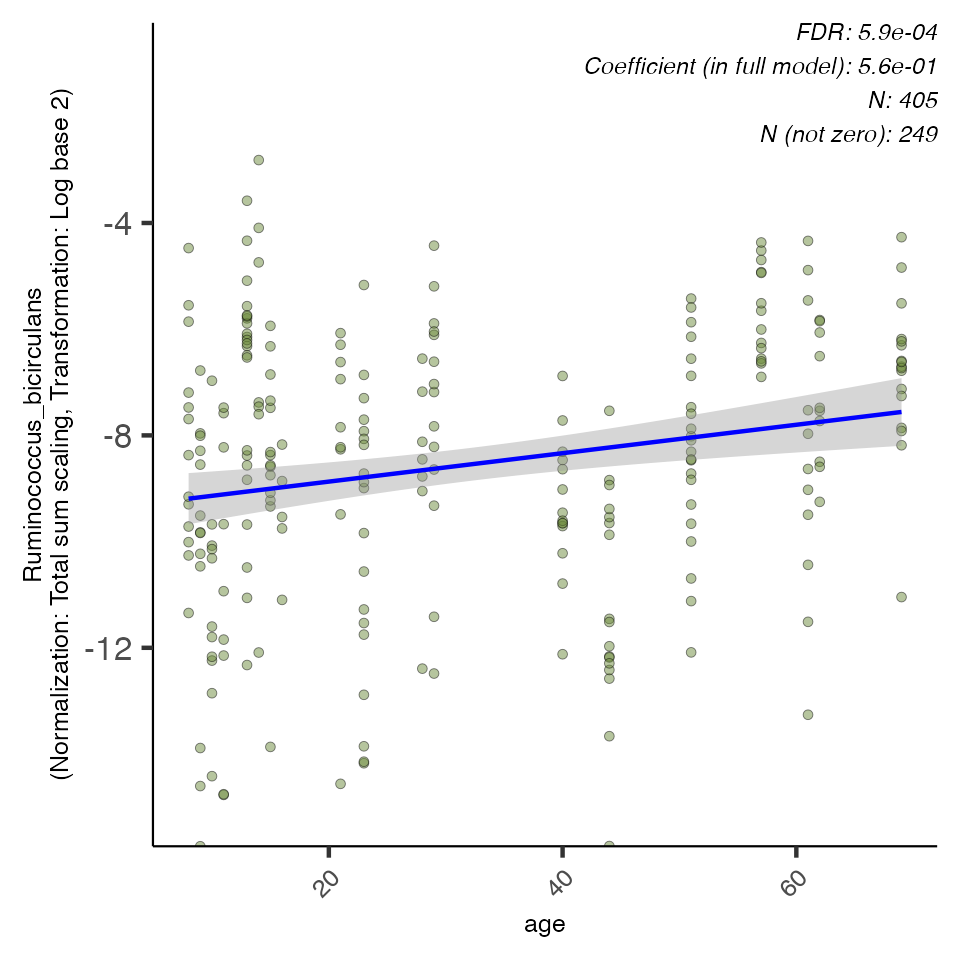 FDR: 5.9e-04
Coefficient (in full model): 5.6e-01
N: 405
N (not zero): 249
Ruminococcus_bicirculans
(Normalization: Total sum scaling, Transformation: Log base 2)
-4
-8
-12
20
40
60
age